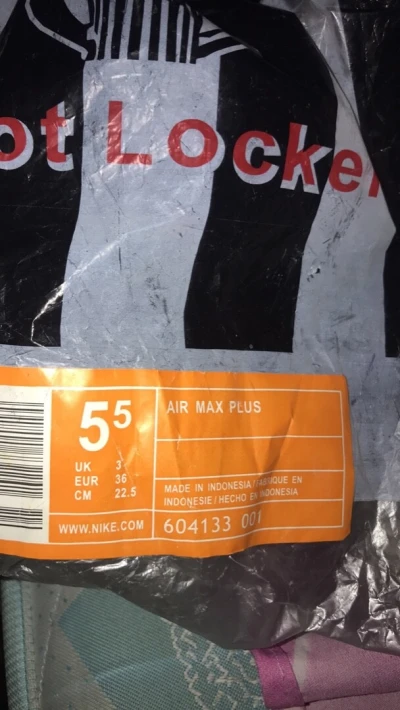 ot Locker
5⁵
AIR MAX PLUS
UK 3
EUR 36
CM 22.5
MADE IN INDONESIA / FABRIQUE EN
INDONESIE / HECHO EN INDONESIA
WWW.NIKE.COM
604133 001